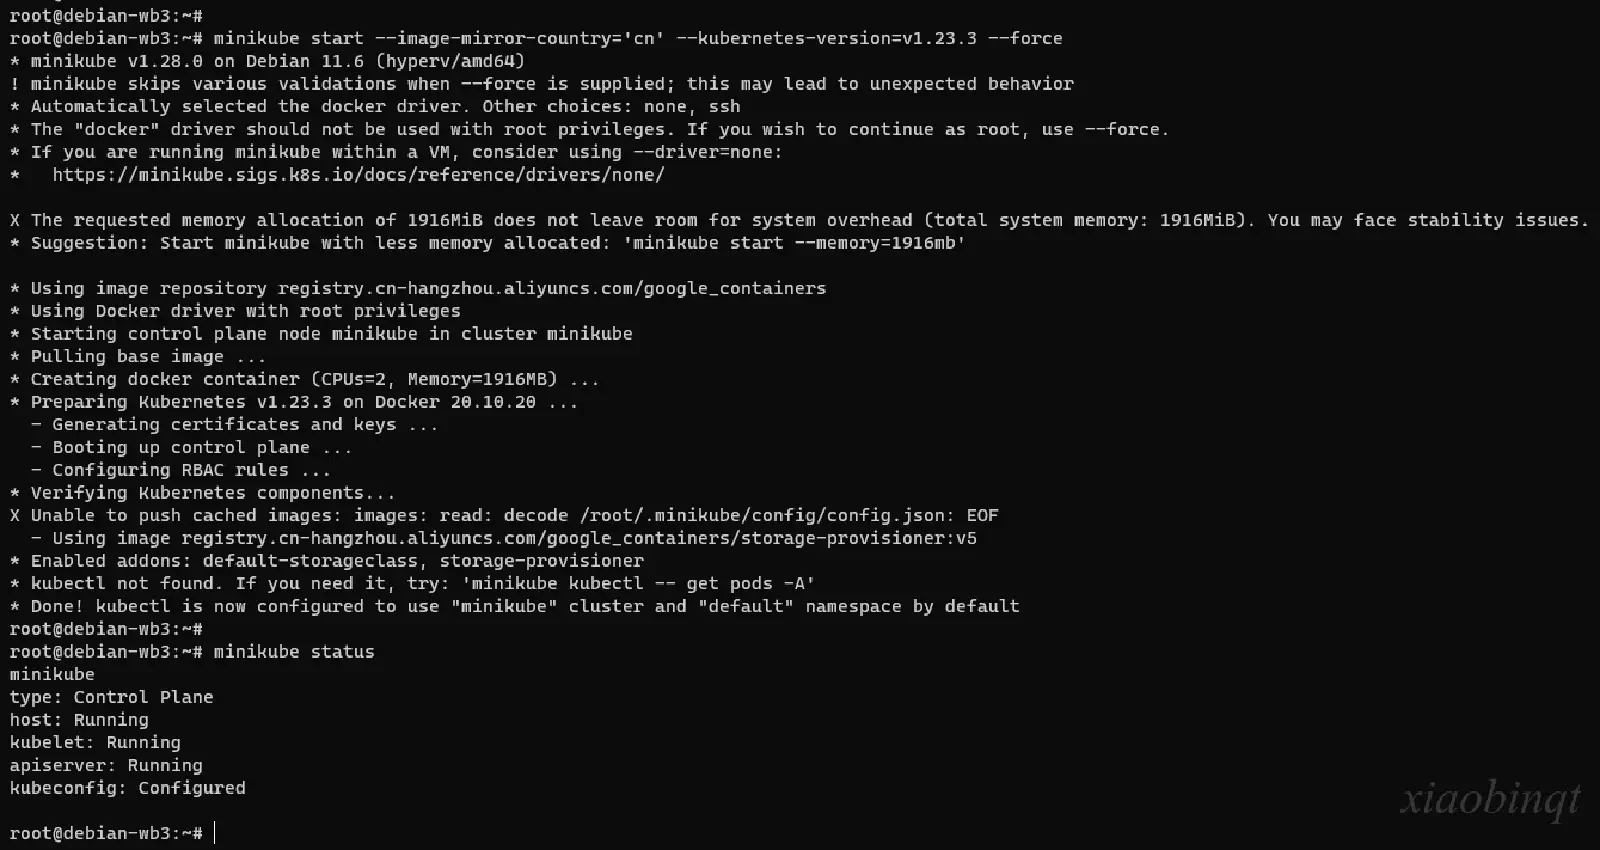 root@debian-wb3:~#
root@debian-wb3:~# minikube start --image-mirror-country='cn' --kubernetes-version=v1.23.3 --force
* minikube v1.28.0 on Debian 11.6 (hyperv/amd64)
! minikube skips various validations when --force is supplied; this may lead to unexpected behavior
* Automatically selected the docker driver. Other choices: none, ssh
* The "docker" driver should not be used with root privileges. If you wish to continue as root, use --force.
* If you are running minikube within a VM, consider using --driver=none:
*   https://minikube.sigs.k8s.io/docs/reference/drivers/none/
X The requested memory allocation of 1916MiB does not leave room for system overhead (total system memory: 1916MiB). You may face stability issues.
* Suggestion: Start minikube with less memory allocated: 'minikube start --memory=1916mb'
* Using image repository registry.cn-hangzhou.aliyuncs.com/google_containers
* Using Docker driver with root privileges
* Starting control plane node minikube in cluster minikube
* Pulling base image ...
* Creating docker container (CPUs=2, Memory=1916MB) ...
* Preparing Kubernetes v1.23.3 on Docker 20.10.20 ...
  - Generating certificates and keys ...
  - Booting up control plane ...
  - Configuring RBAC rules ...
* Verifying Kubernetes components...
X Unable to push cached images: images: read: decode /root/.minikube/config/config.json: EOF
  - Using image registry.cn-hangzhou.aliyuncs.com/google_containers/storage-provisioner:v5
* Enabled addons: default-storageclass, storage-provisioner
* kubectl not found. If you need it, try: 'minikube kubectl -- get pods -A'
* Done! kubectl is now configured to use "minikube" cluster and "default" namespace by default
root@debian-wb3:~#
root@debian-wb3:~# minikube status
minikube
type: Control Plane
host: Running
kubelet: Running
apiserver: Running
kubeconfig: Configured
xiaobinqt
root@debian-wb3:~#